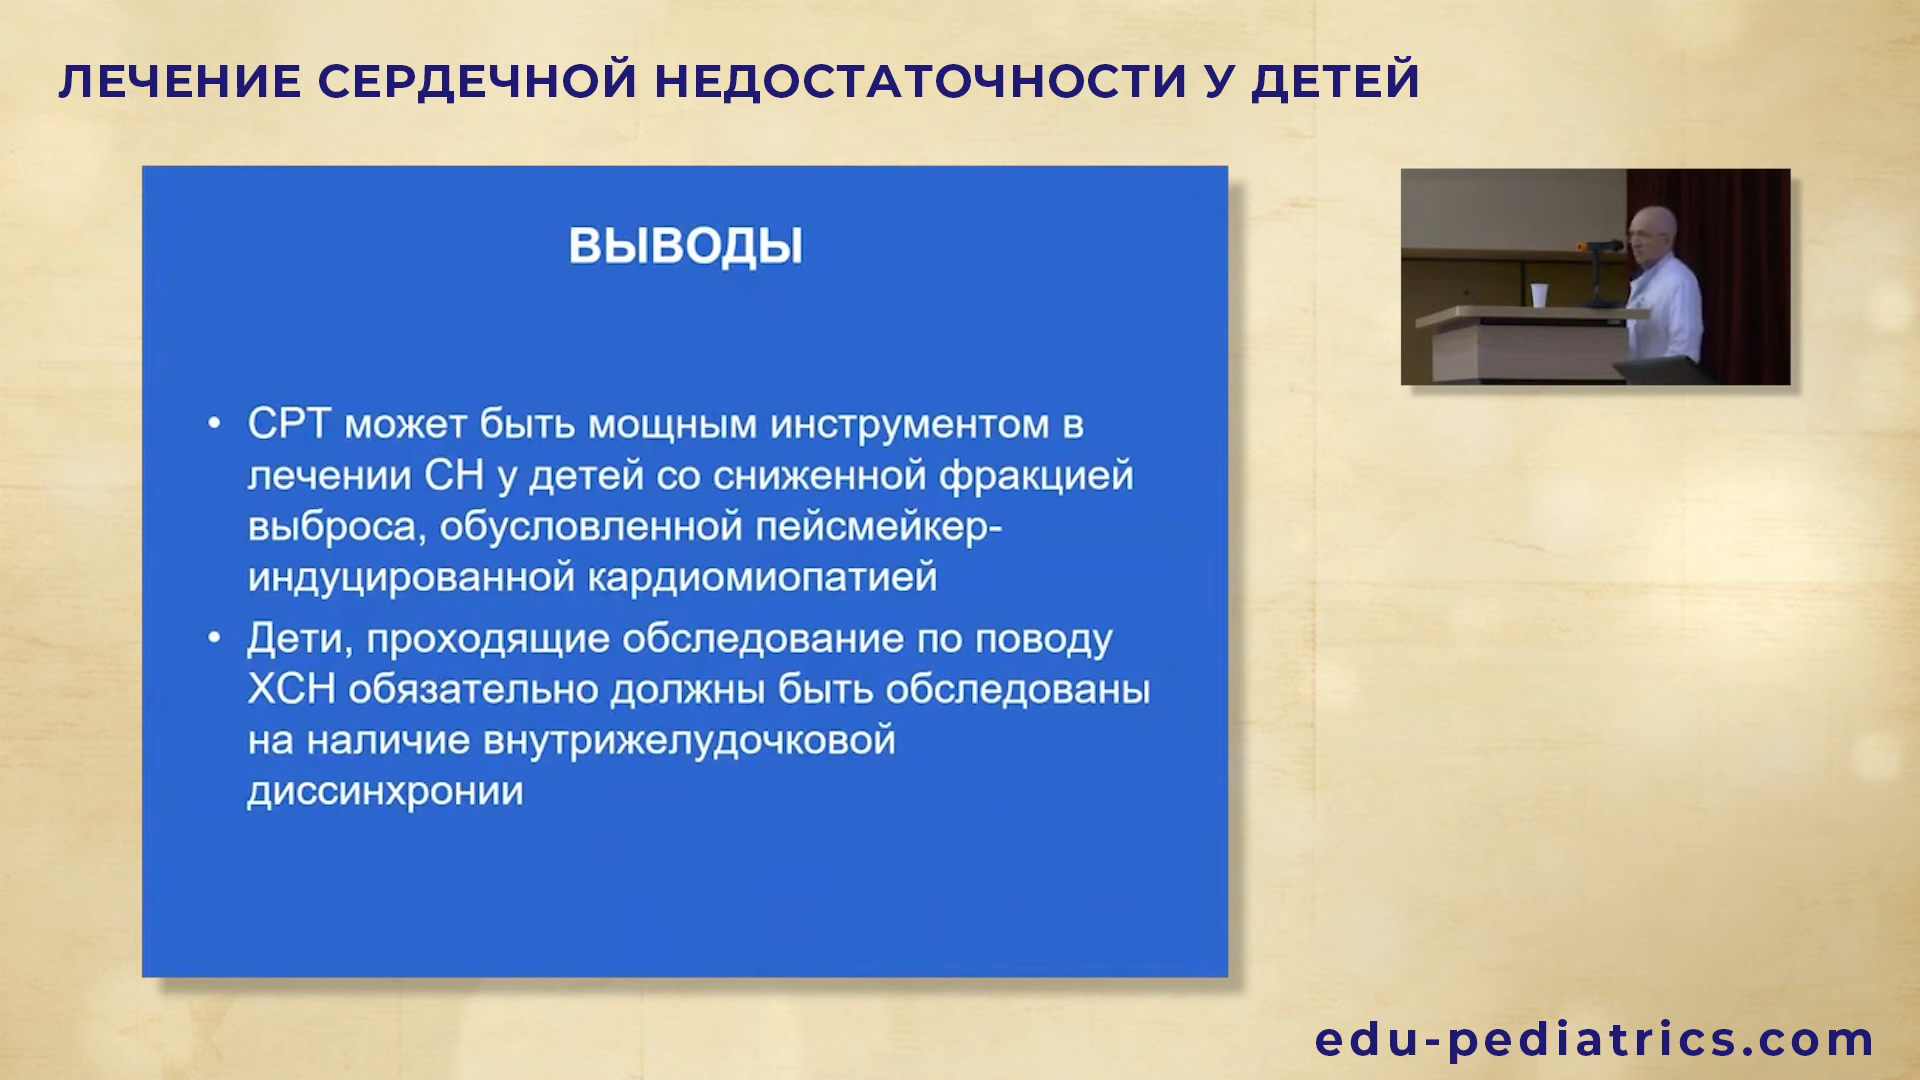 ЛЕЧЕНИЕ СЕРДЕЧНОЙ НЕДОСТАТОЧНОСТИ У ДЕТЕЙ
ВЫВОДЫ
• СРТ может быть мощным инструментом в
лечении СН у детей со сниженной фракцией
выброса, обусловленной пейсмейкер-
индуцированной кардиомиопатией
• Дети, проходящие обследование по поводу
ХСН обязательно должны быть обследованы
на наличие внутрижелудочковой
диссинхронии
edu-pediatrics.com